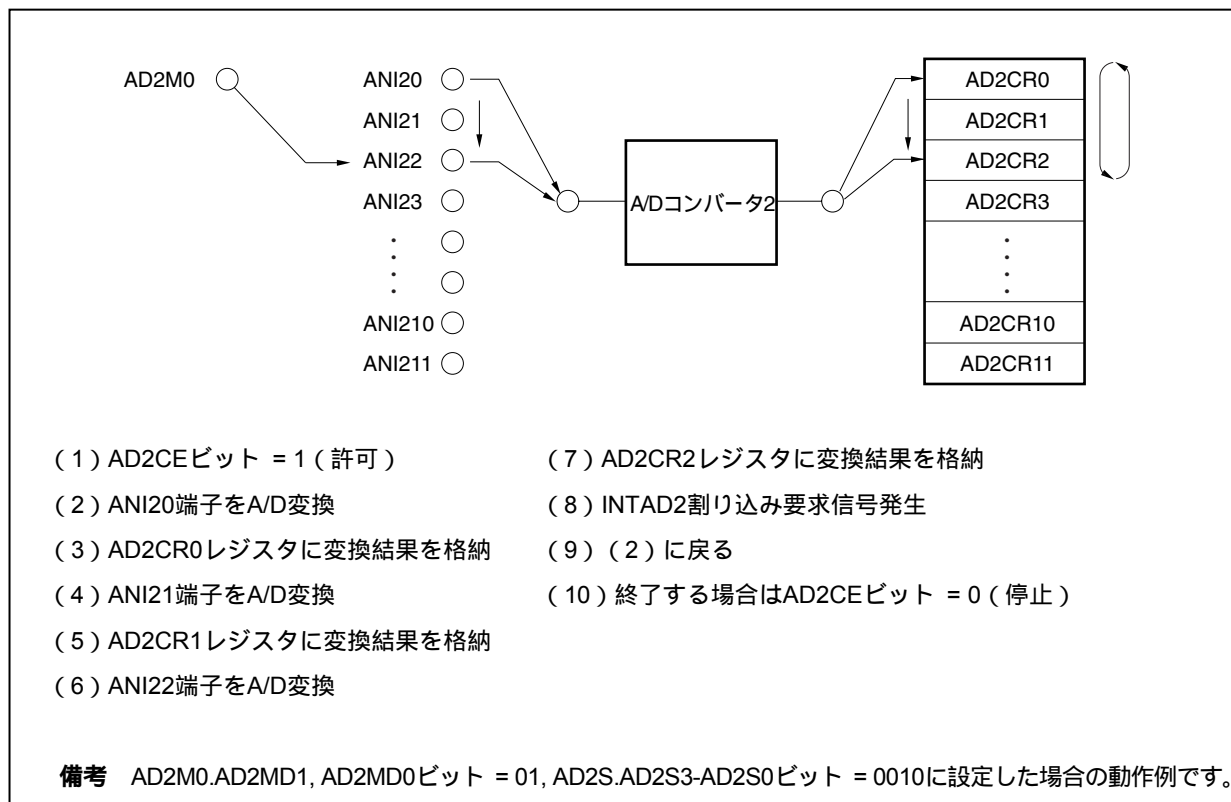 AD2M0
ANI20
ANI21
ANI22
ANI23
ANI210
ANI211
A/Dコンバータ2
AD2CR0
AD2CR1
AD2CR2
AD2CR3
AD2CR10
AD2CR11
(1)AD2CEビット = 1(許可)
(2)ANI20端子をA/D変換
(3)AD2CR0レジスタに変換結果を格納
(4)ANI21端子をA/D変換
(5)AD2CR1レジスタに変換結果を格納
(6)ANI22端子をA/D変換
(7)AD2CR2レジスタに変換結果を格納
(8)INTAD2割り込み要求信号発生
(9)(2)に戻る
(10)終了する場合はAD2CEビット = 0(停止)
備考 AD2M0.AD2MD1, AD2MD0ビット = 01, AD2S.AD2S3-AD2S0ビット = 0010に設定した場合の動作例です。